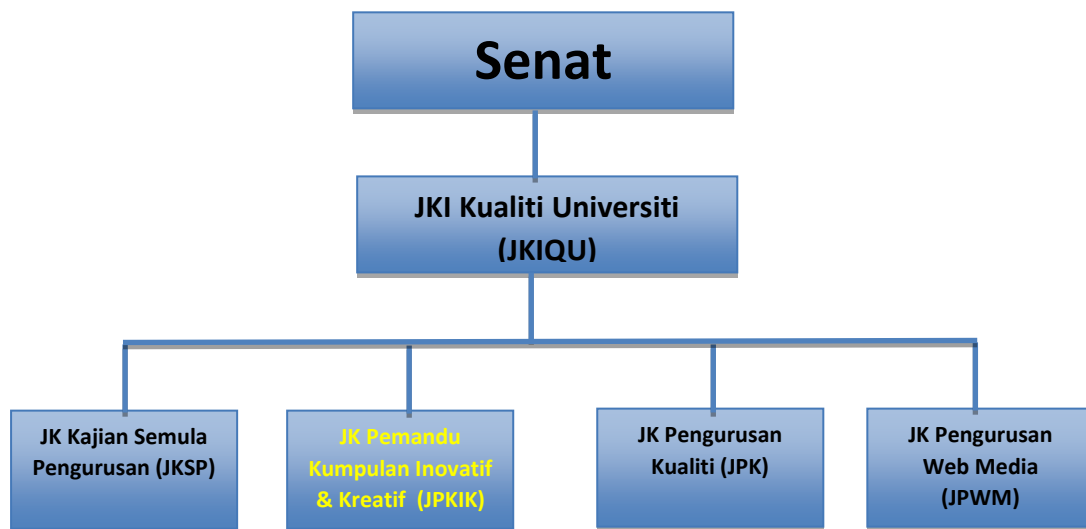 Senat
JKI Kualiti Universiti
(JKIQU)
JK Kajian Semula
Pengurusan (JKSP)
JK Pemandu
Kumpulan Inovatif
& Kreatif (JPKIK)
JK Pengurusan
Kualiti (JPK)
JK Pengurusan
Web Media
(JPWM)